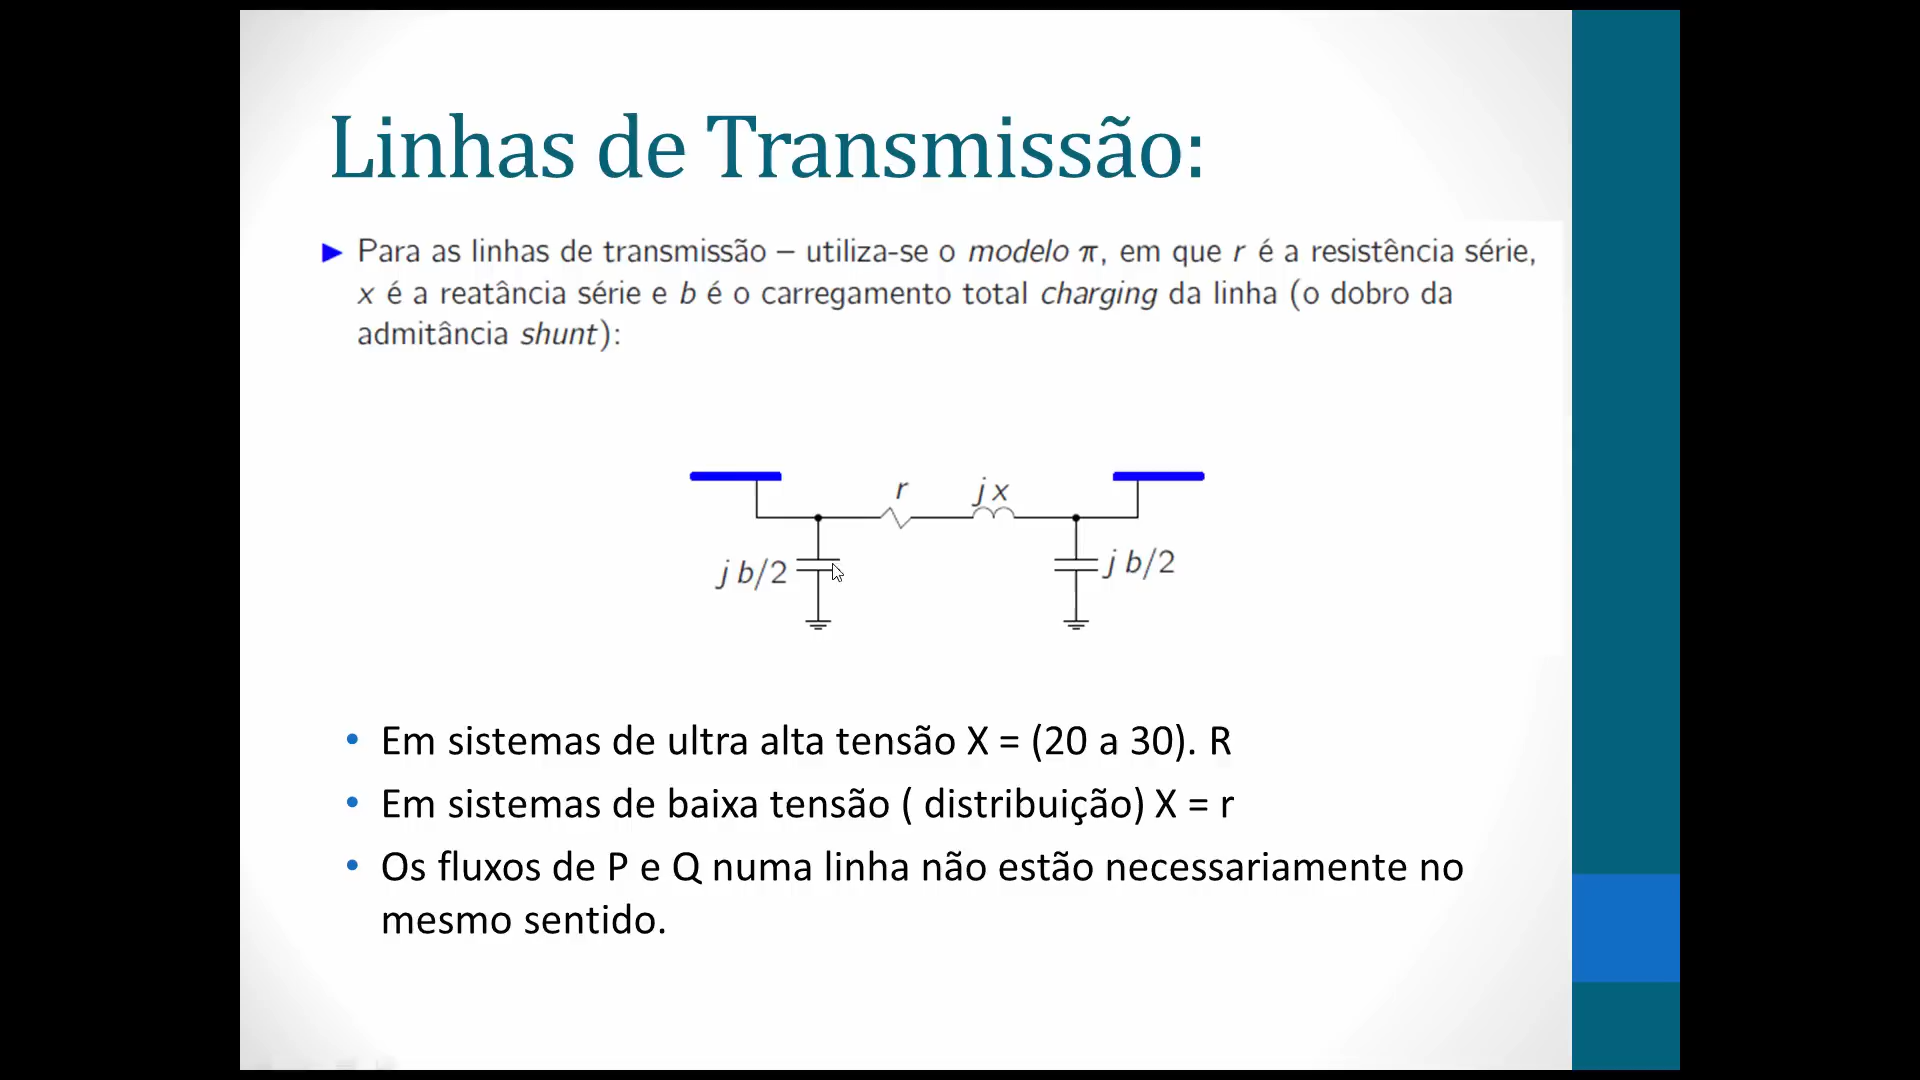 Linhas de Transmissão:
▶ Para as linhas de transmissão – utiliza-se o modelo π, em que r é a resistência série,
x é a reatância série e b é o carregamento total charging da linha (o dobro da
admitância shunt):
r
j x
j b/2
j b/2
• Em sistemas de ultra alta tensão X = (20 a 30). R
• Em sistemas de baixa tensão ( distribuição) X = r
• Os fluxos de P e Q numa linha não estão necessariamente no
mesmo sentido.